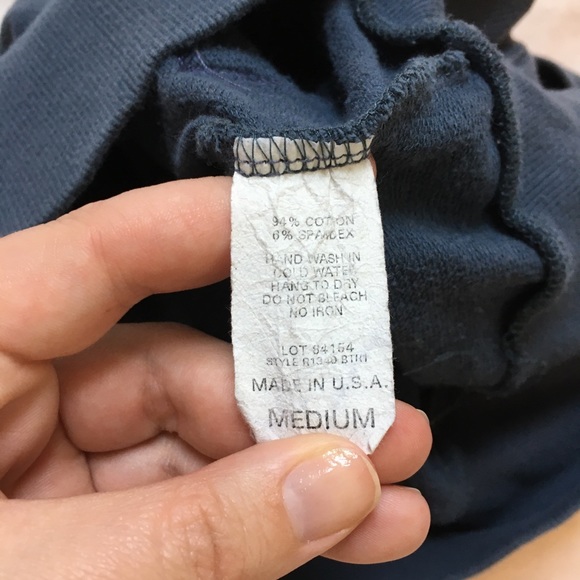 94% COTTON
6% SPANDEX
HAND WASH IN
COLD WATER
HANG TO DRY
DO NOT BLEACH
NO IRON
LOT 84154
STYLE
MADE IN U.S.A.
MEDIUM